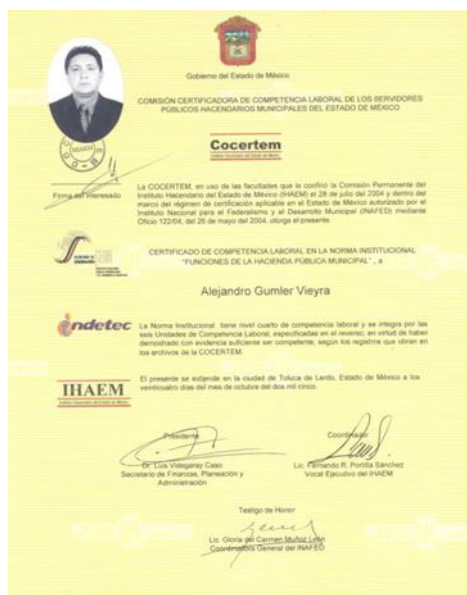 Gobierno del Estado de México
COMISIÓN CERTIFICADORA DE COMPETENCIA LABORAL DE LOS SERVIDORES
PÚBLICOS HACENDARIOS MUNICIPALES DEL ESTADO DE MÉXICO
Cocertem
Firma del interesado
La COCERTEM, en uso de las facultades que le confirió la Comisión Permanente del
Instituto Hacendario del Estado de México (IHAEM) el 28 de julio del 2004 y dentro del
marco del régimen de certificación aplicable en el Estado de México autorizado por el
Instituto Nacional para el Federalismo y el Desarrollo Municipal (INAFED) mediante
Oficio 122/04, del 26 de mayo del 2004, otorga el presente.
CERTIFICADO DE COMPETENCIA LABORAL EN LA NORMA INSTITUCIONAL
"FUNCIONES DE LA HACIENDA PÚBLICA MUNICIPAL" , a
Alejandro Gumler Vieyra
indetec
La Norma Institucional tiene nivel cuarto de competencia laboral y se integra por las
seis Unidades de Competencia Laboral, especificadas en el reverso, en virtud de haber
demostrado con evidencia suficiente ser competente, según los registros que obran en
los archivos de la COCERTEM.
IHAEM
El presente se extiende en la ciudad de Toluca de Lerdo, Estado de México a los
veinticuatro días del mes de octubre del dos mil cinco.
Presidente
Coordinador
Dr. Luis Videgaray Caso
Secretario de Finanzas, Planeación y
Administración
Lic. Fernando R. Portilla Sánchez
Vocal Ejecutivo del IHAEM
Testigo de Honor
Lic. Gloria del Carmen Muñoz León
Coordinadora General del INAFED